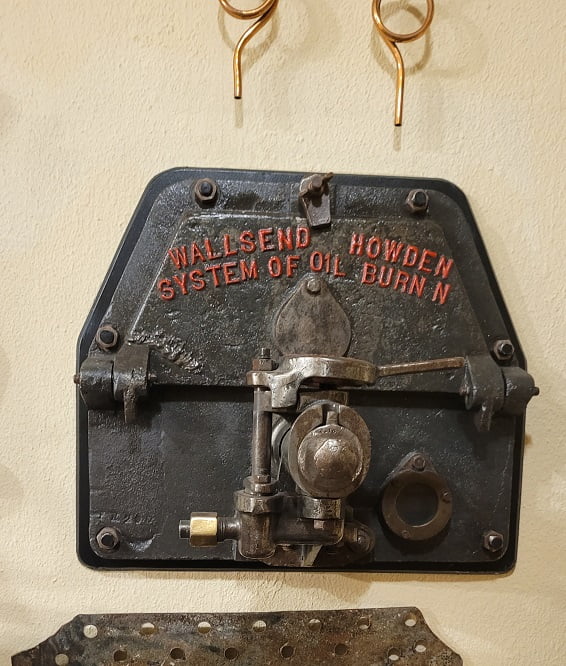 WALLSEND HOWDEN
SYSTEM OF OIL BURN N